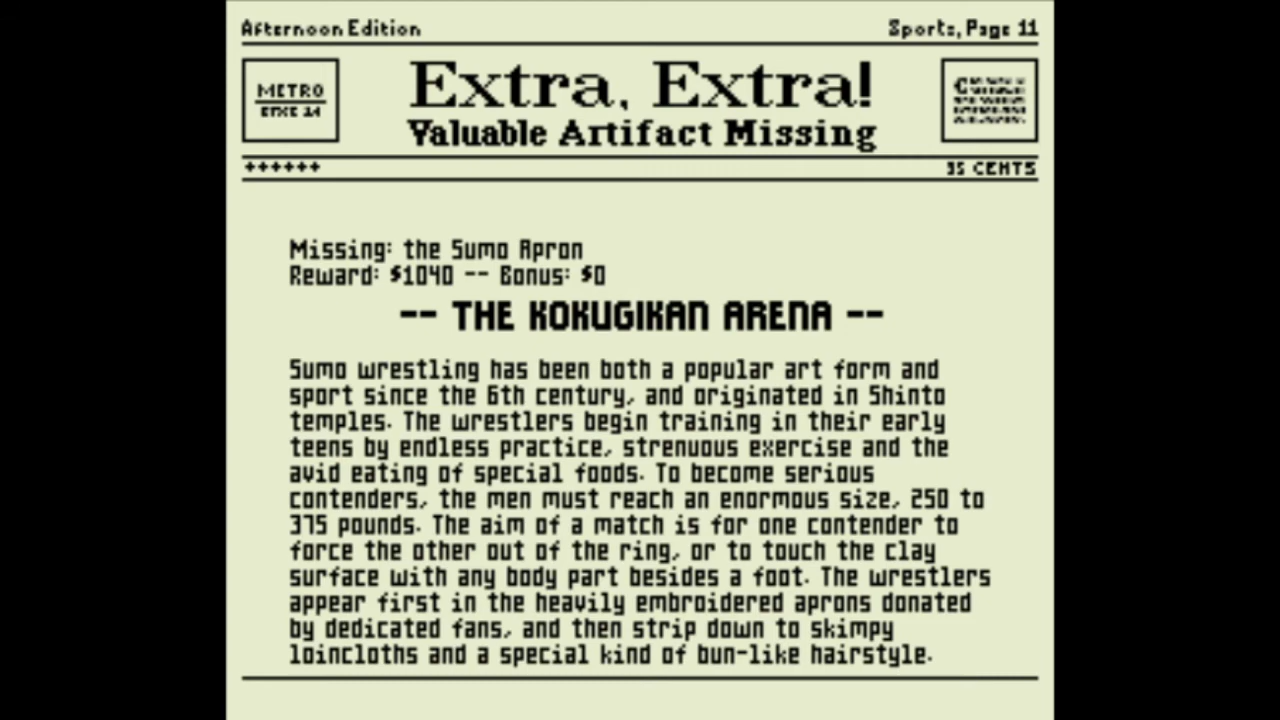 Afternoon Edition
Sports, Page 11
METRO
Extra, Extra!
Valuable Artifact Missing
++++++
35 CENTS
Missing: the Sumo Apron
Reward: $1040 -- Bonus: $0
-- THE KOKUGIKAN ARENA --
Sumo wrestling has been both a popular art form and
sport since the 6th century, and originated in Shinto
temples. The wrestlers begin training in their early
teens by endless practice, strenuous exercise and the
avid eating of special foods. To become serious
contenders, the men must reach an enormous size, 250 to
375 pounds. The aim of a match is for one contender to
force the other out of the ring, or to touch the clay
surface with any body part besides a foot. The wrestlers
appear first in the heavily embroidered aprons donated
by dedicated fans, and then strip down to skimpy
loincloths and a special kind of bun-like hairstyle.